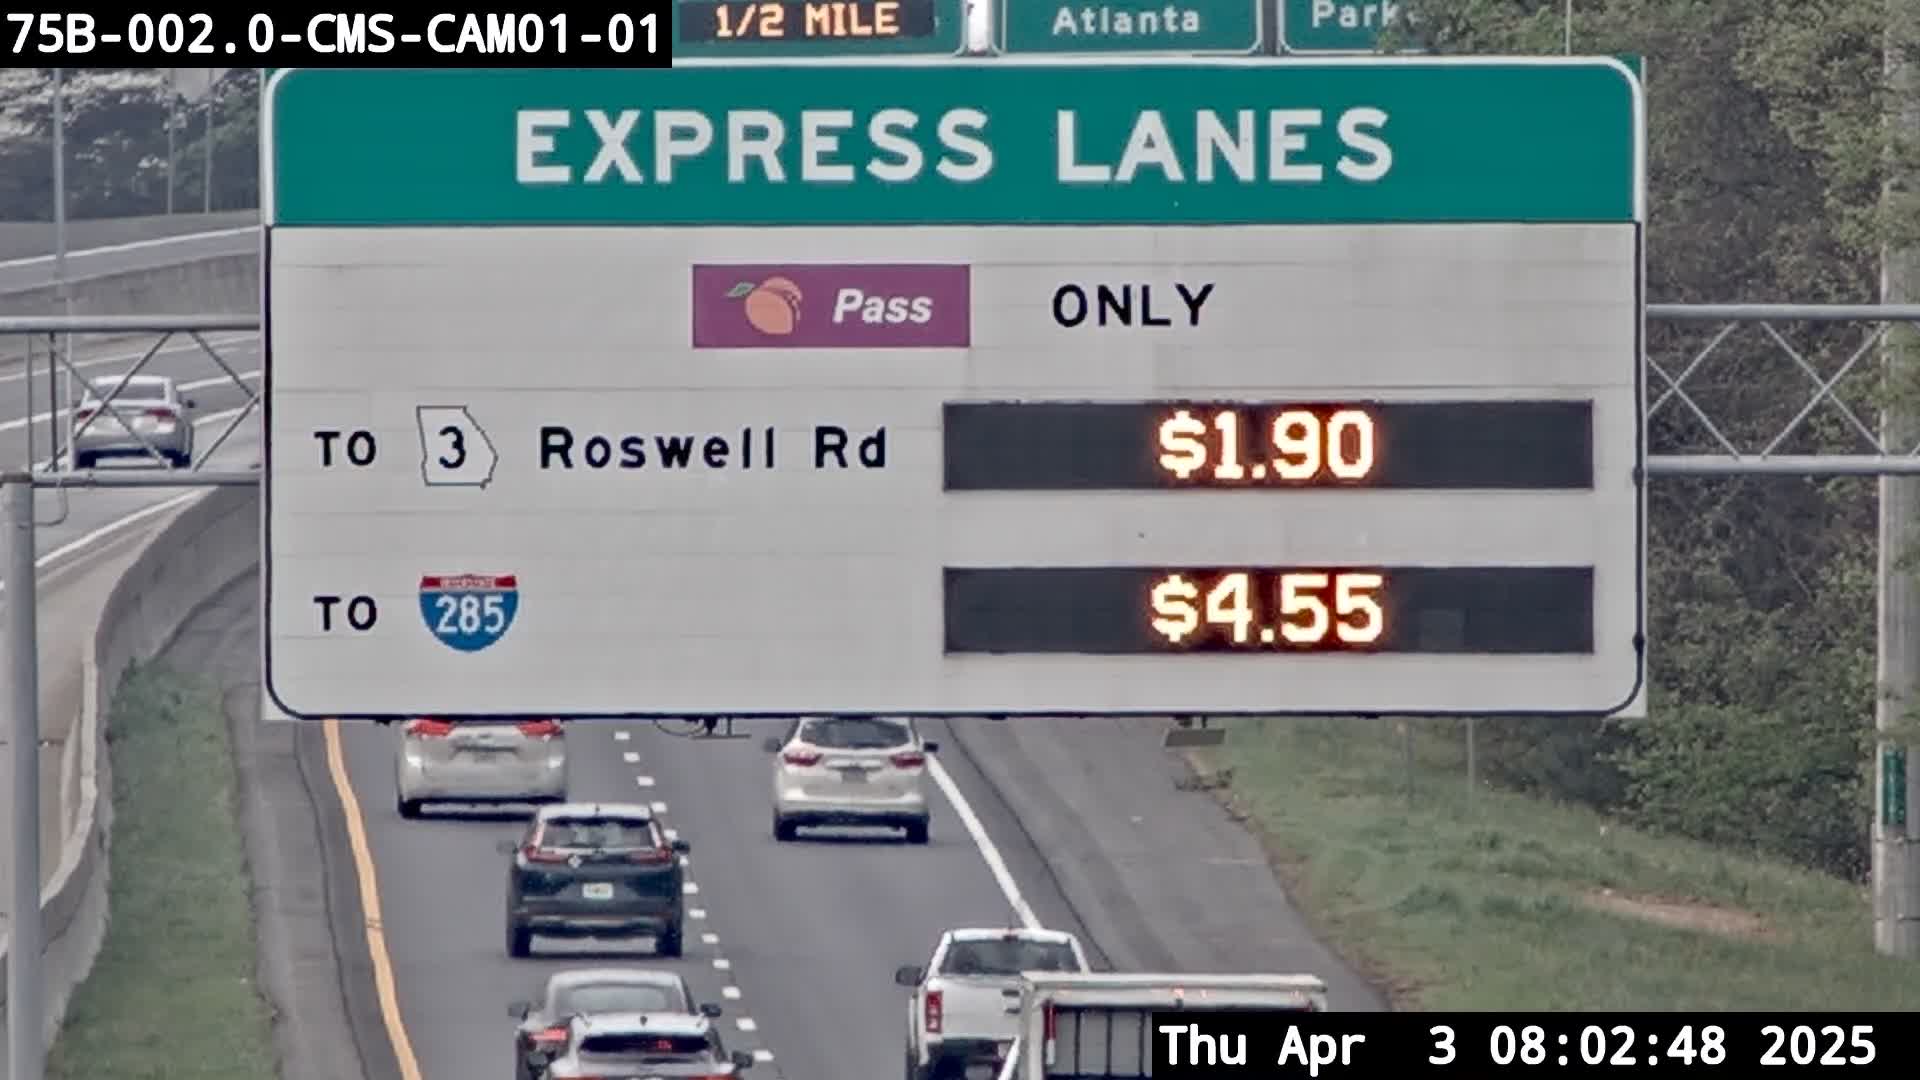 75B-002.0-CMS-CAM01-01
1/2 MILE
Atlanta
EXPRESS LANES
Pass ONLY
TO 3 Roswell Rd $1.90
INTERSTATE
TO 285 $4.55
Thu Apr 3 08:02:48 2025